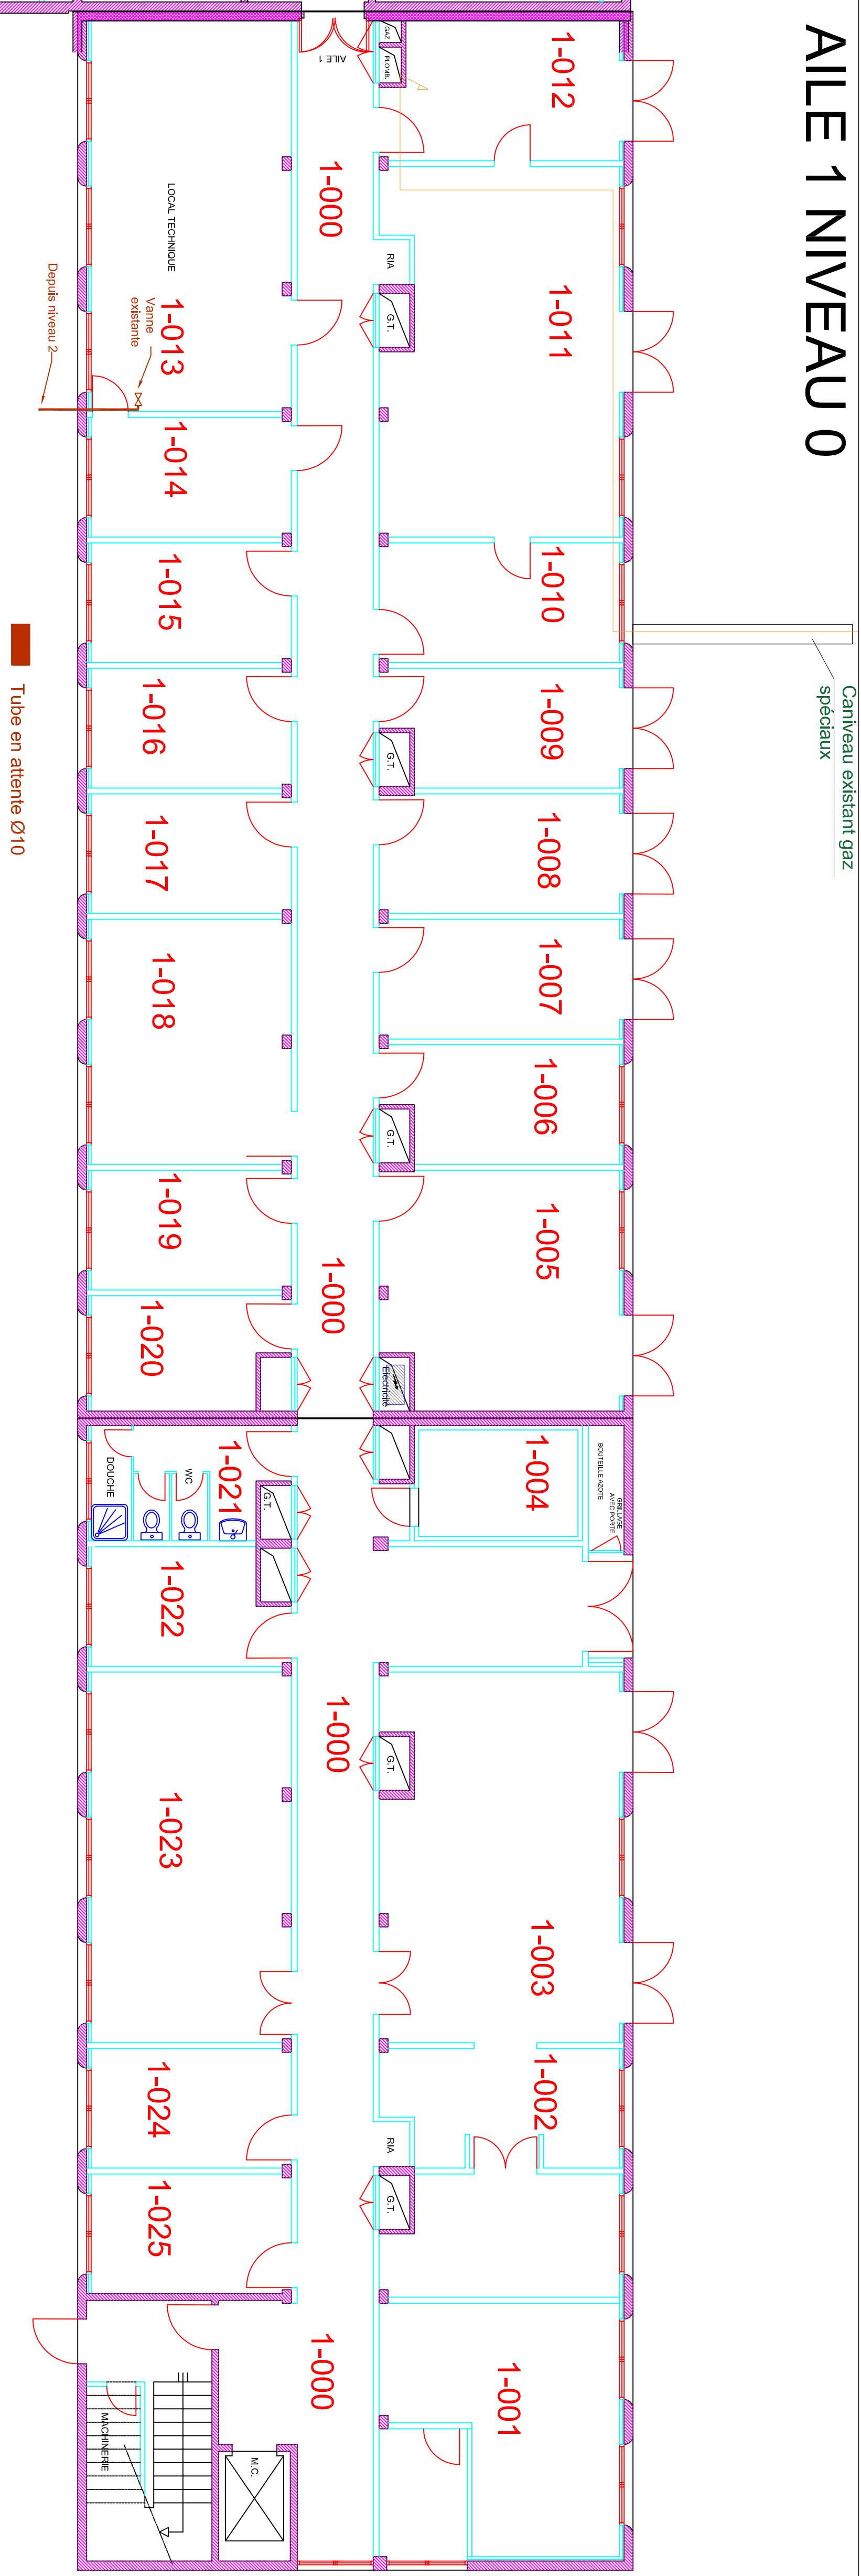 AILE 1 NIVEAU 0
Caniveau existant gaz
spéciaux
1-012
1-011
1-010
1-009
1-008
1-007
1-006
1-005
1-004
BOUTEILLE AZOTE
GRILLAGE
AVEC PORTE
1-003
1-002
1-001
GAZ
PLOMB.
RIA
G.T.
G.T.
G.T.
Electricité
G.T.
RIA
G.T.
AILE 1
1-000
1-000
1-000
1-000
LOCAL TECHNIQUE
1-013
Vanne
existante
1-014
1-015
1-016
1-017
1-018
1-019
1-020
1-021
G.T.
WC
DOUCHE
1-022
1-023
1-024
1-025
M.C.
MACHINERIE
Depuis niveau 2
Tube en attente Ø10